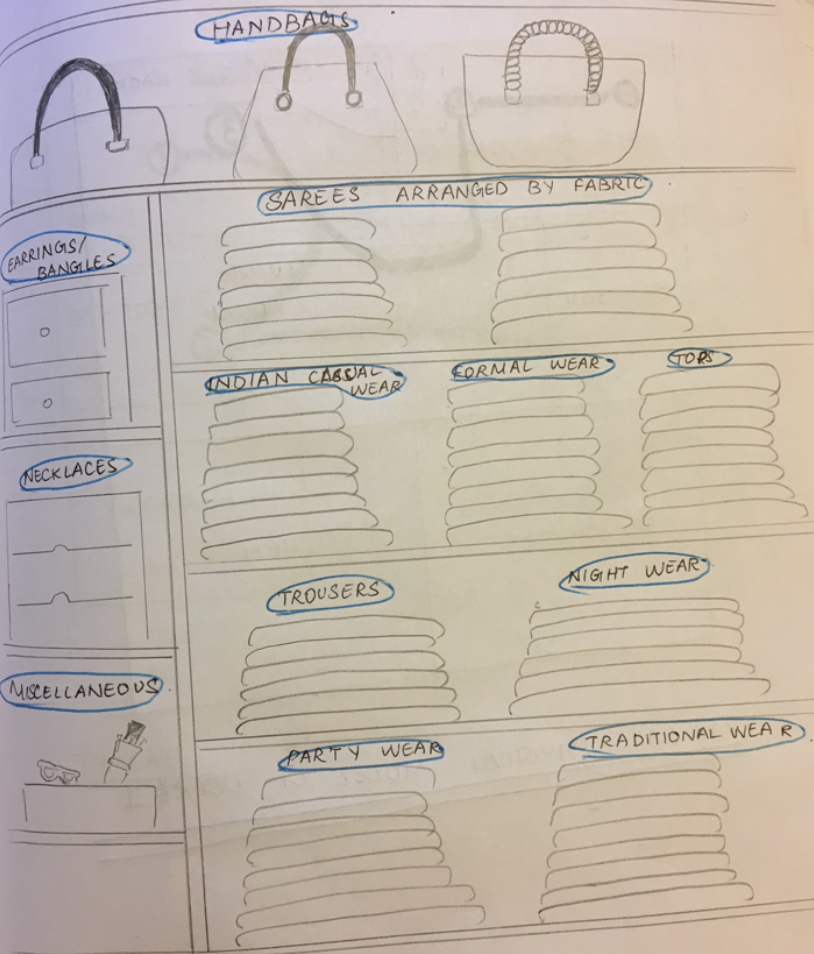 HANDBAGS
SAREES ARRANGED BY FABRIC
EARRINGS/
BANGLES
INDIAN CASUAL
WEAR
FORMAL WEAR
TOPS
NECKLACES
TROUSERS
NIGHT WEAR
MISCELLANEOUS
PARTY WEAR
TRADITIONAL WEAR